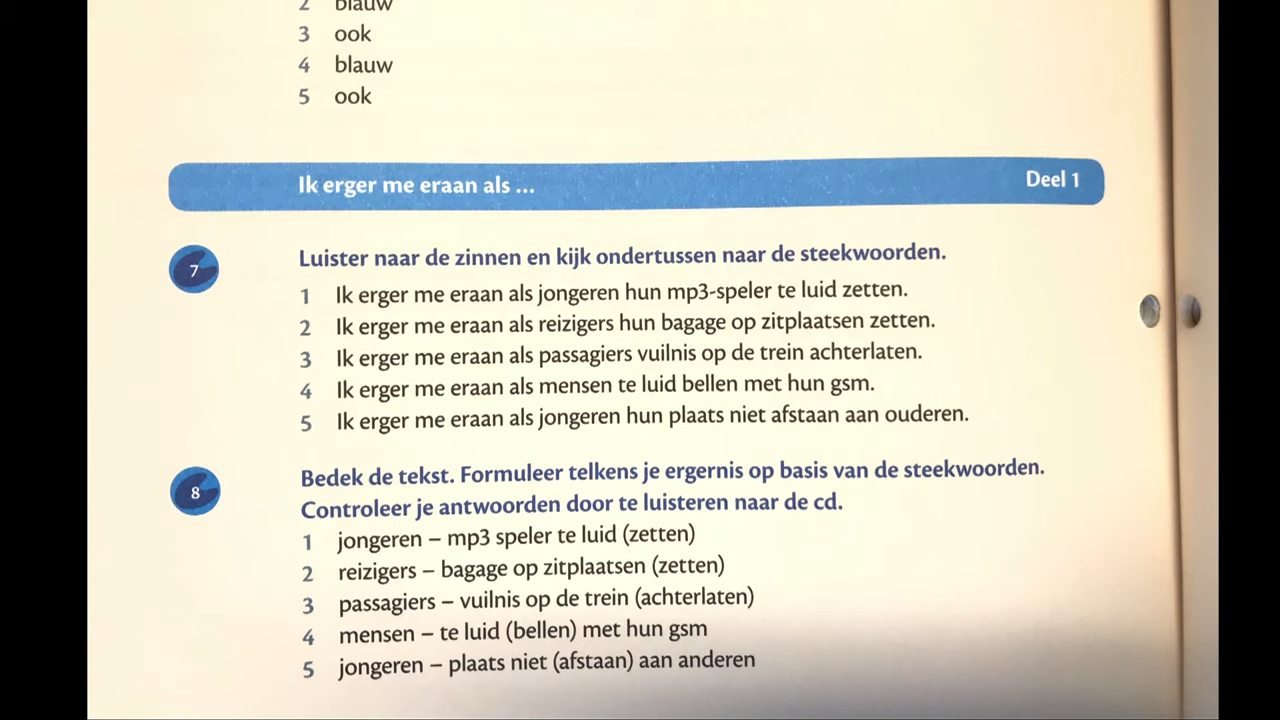 2 blauw
3 ook
4 blauw
5 ook
Ik erger me eraan als ... Deel 1
7 Luister naar de zinnen en kijk ondertussen naar de steekwoorden.
1 Ik erger me eraan als jongeren hun mp3-speler te luid zetten.
2 Ik erger me eraan als reizigers hun bagage op zitplaatsen zetten.
3 Ik erger me eraan als passagiers vuilnis op de trein achterlaten.
4 Ik erger me eraan als mensen te luid bellen met hun gsm.
5 Ik erger me eraan als jongeren hun plaats niet afstaan aan ouderen.
8 Bedek de tekst. Formuleer telkens je ergernis op basis van de steekwoorden.
Controleer je antwoorden door te luisteren naar de cd.
1 jongeren – mp3 speler te luid (zetten)
2 reizigers – bagage op zitplaatsen (zetten)
3 passagiers – vuilnis op de trein (achterlaten)
4 mensen – te luid (bellen) met hun gsm
5 jongeren – plaats niet (afstaan) aan anderen